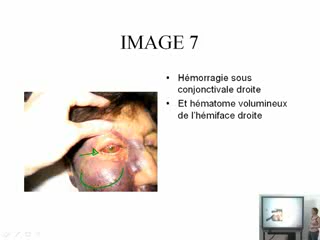 IMAGE 7
• Hémorragie sous
conjonctivale droite
• Et hématome volumineux
de l'hémiface droite